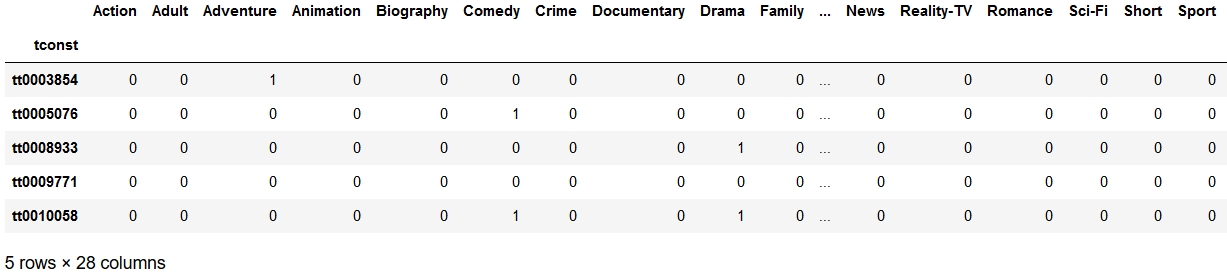 Action Adult Adventure Animation Biography Comedy Crime Documentary Drama Family ... News Reality-TV Romance Sci-Fi Short Sport
tconst
tt0003854 0 0 1 0 0 0 0 0 0 0 ... 0 0 0 0 0 0
tt0005076 0 0 0 0 0 1 0 0 0 0 ... 0 0 0 0 0 0
tt0008933 0 0 0 0 0 0 0 0 1 0 ... 0 0 0 0 0 0
tt0009771 0 0 0 0 0 0 0 0 0 0 ... 0 0 0 0 0 0
tt0010058 0 0 0 0 0 1 0 0 1 0 ... 0 0 0 0 0 0
5 rows × 28 columns